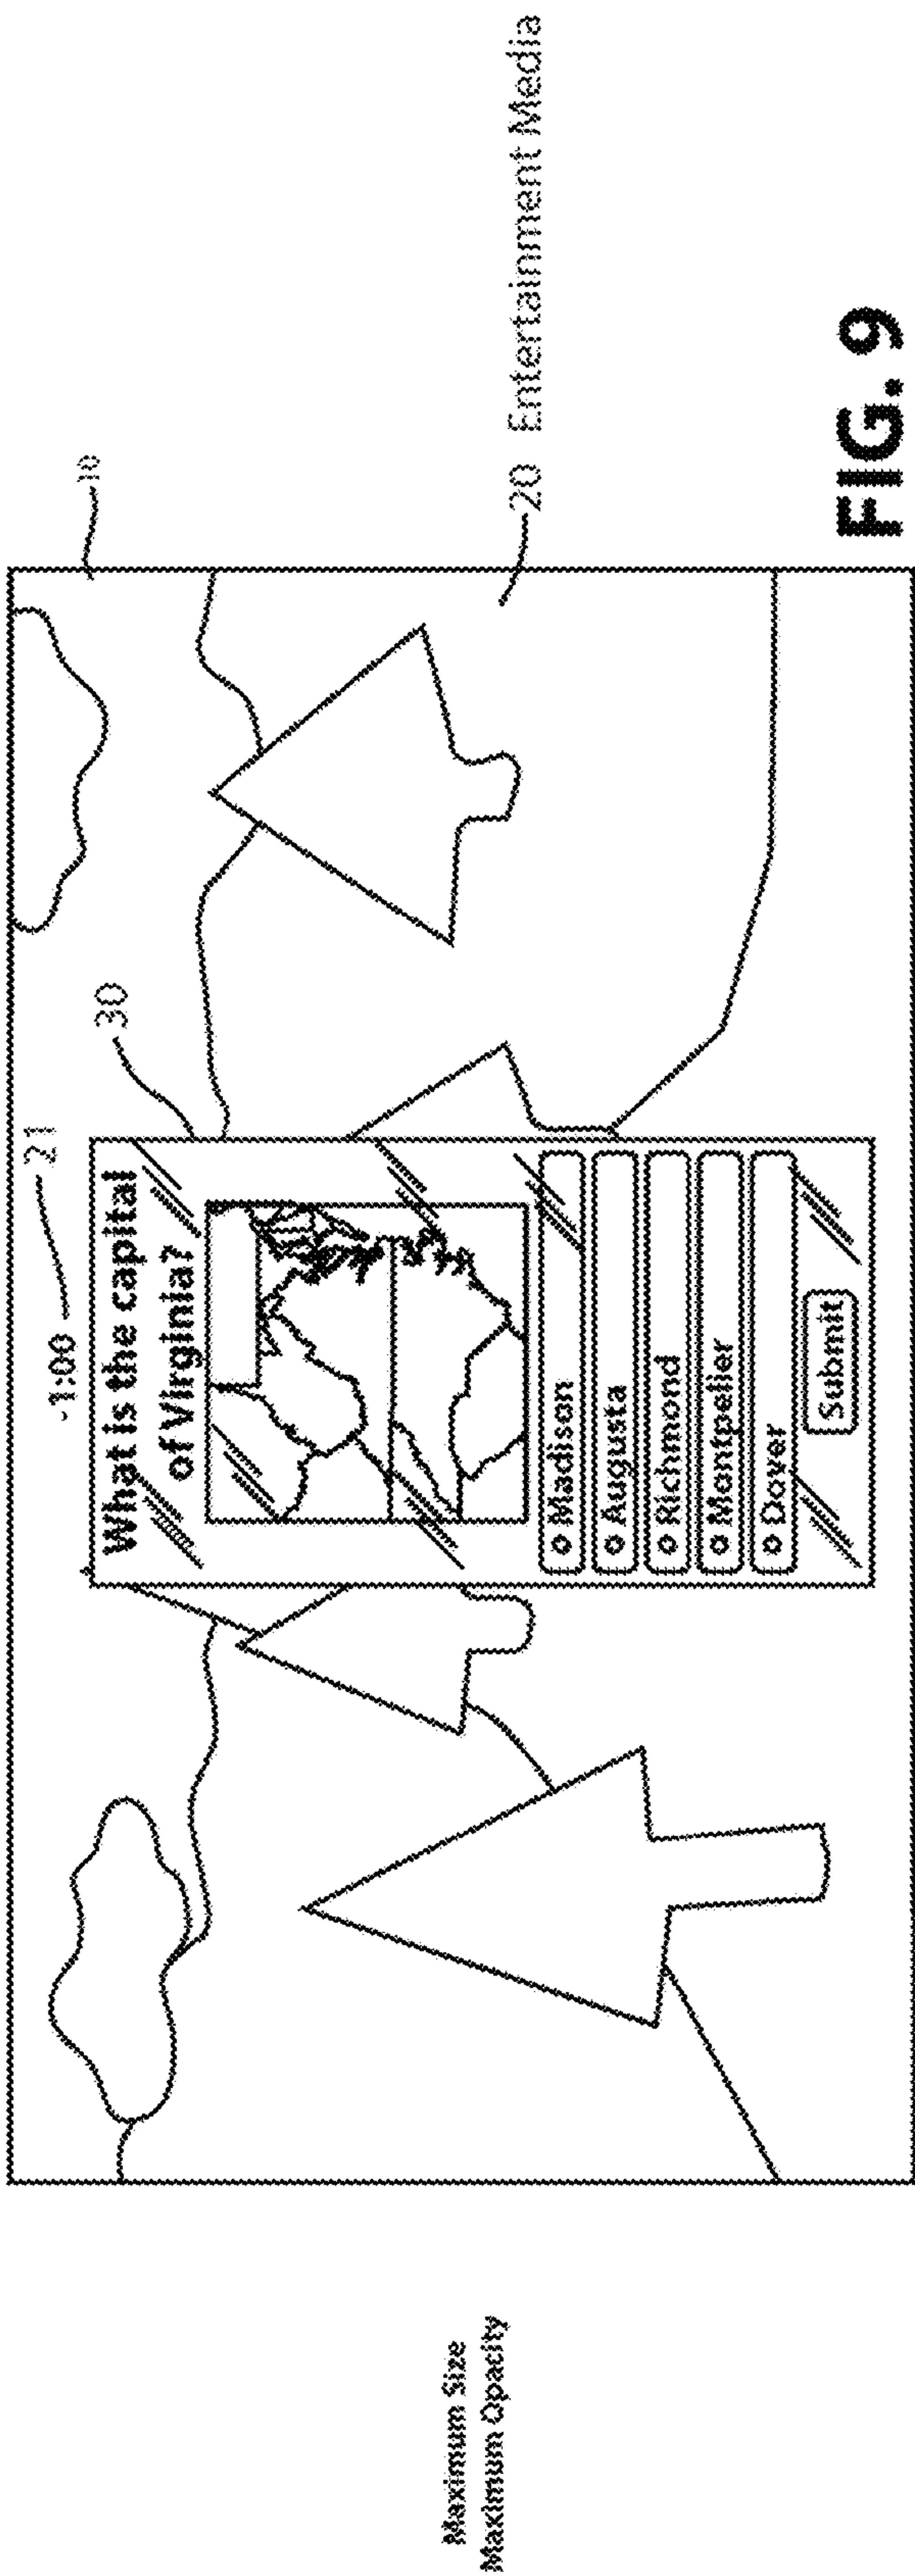 Maximum Size
Maximum Opacity
-1:00
21
10
What is the capital
of Virginia?
30
Madison
Augusta
Richmond
Montpelier
Dover
Submit
20 Entertainment Media
FIG. 9